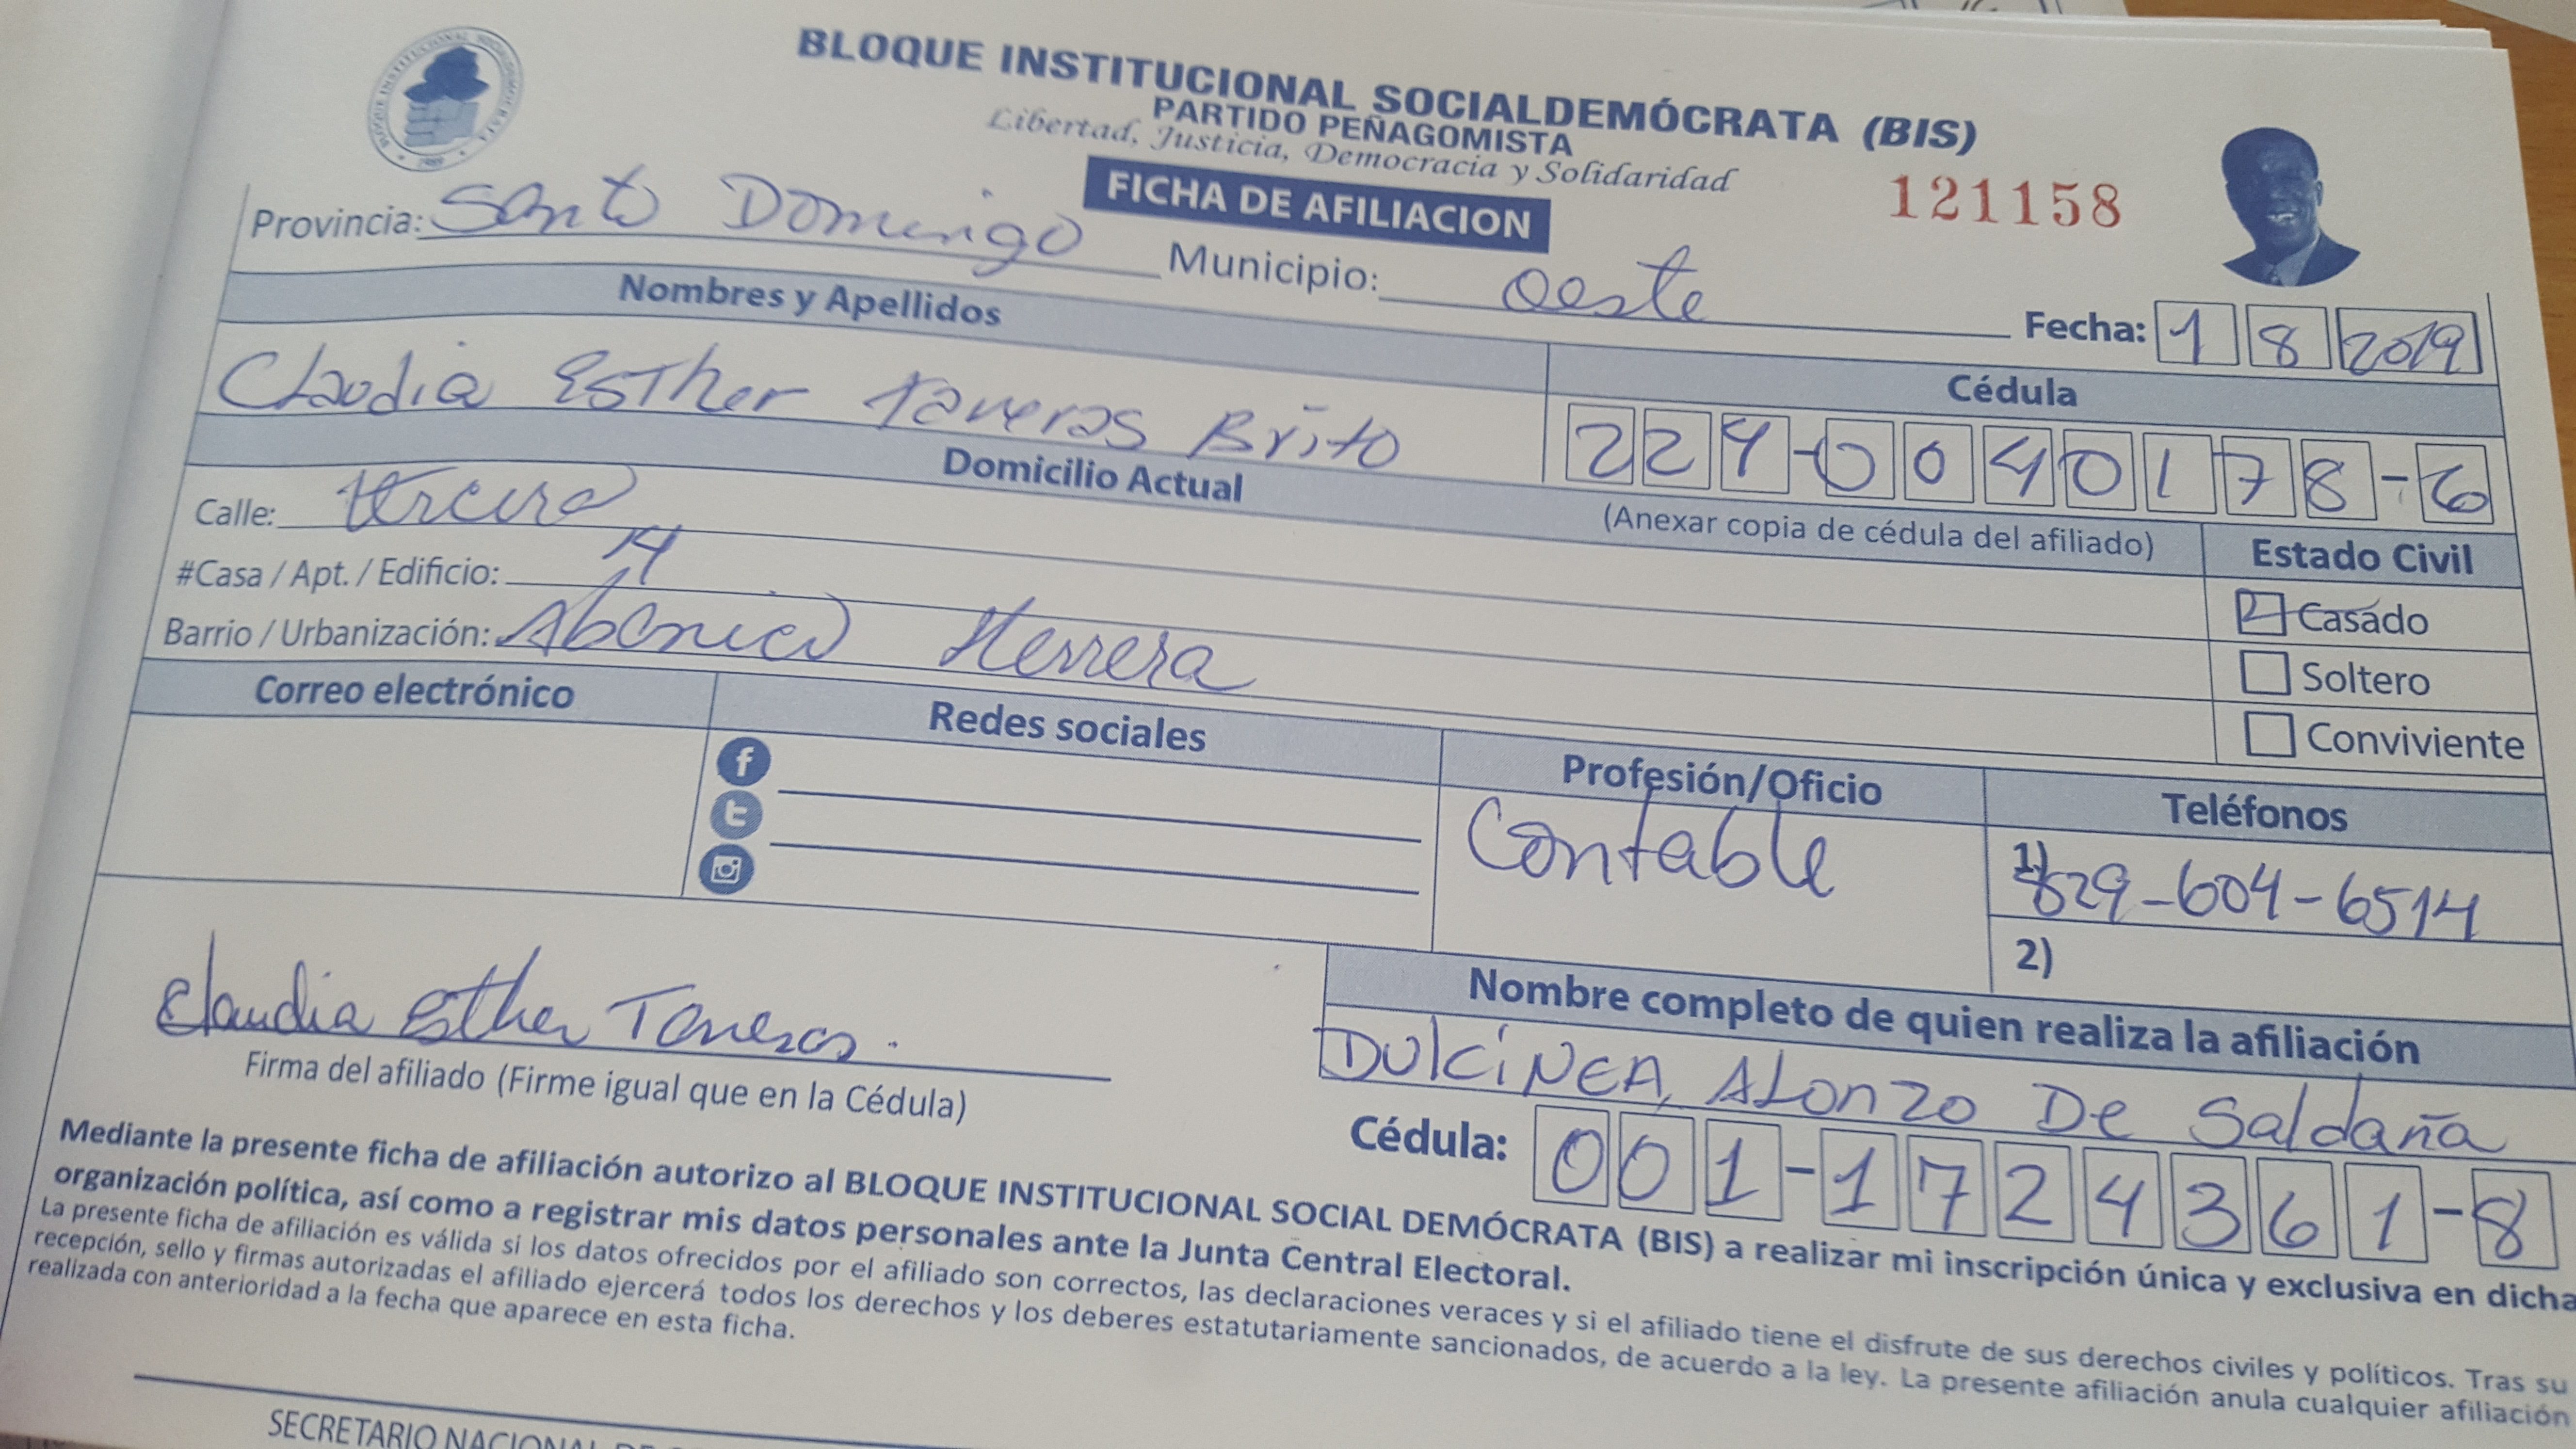 BLOQUE INSTITUCIONAL SOCIALDEMÓCRATA (BIS)
PARTIDO PEÑAGOMISTA
Libertad, Justicia, Democracia y Solidaridad
FICHA DE AFILIACION
121158
Provincia: Santo Domingo Municipio: oeste
Fecha: 1 8 2019
Nombres y Apellidos
Cédula
Claudia Esther Taveras Brito
224-0040178-6
Domicilio Actual
(Anexar copia de cédula del afiliado)
Estado Civil
Calle: tercera
#Casa / Apt. / Edificio: 14
Barrio / Urbanización: Abanico Herrera
Casado
Soltero
Conviviente
Correo electrónico
Redes sociales
Profesión/Oficio
Teléfonos
Contable
1) 829-604-6514
2)
Claudia Esther Taveras.
Firma del afiliado (Firme igual que en la Cédula)
Nombre completo de quien realiza la afiliación
DulciNEA, Alonzo De Saldaña
Cédula: 001-1724361-8
Mediante la presente ficha de afiliación autorizo al BLOQUE INSTITUCIONAL SOCIAL DEMÓCRATA (BIS) a realizar mi inscripción única y exclusiva en dicha
organización política, así como a registrar mis datos personales ante la Junta Central Electoral.
La presente ficha de afiliación es válida si los datos ofrecidos por el afiliado son correctos, las declaraciones veraces y si el afiliado tiene el disfrute de sus derechos civiles y políticos. Tras su
recepción, sello y firmas autorizadas el afiliado ejercerá todos los derechos y los deberes estatutariamente sancionados, de acuerdo a la ley. La presente afiliación anula cualquier afiliación
realizada con anterioridad a la fecha que aparece en esta ficha.
SECRETARIO NACIONAL DE